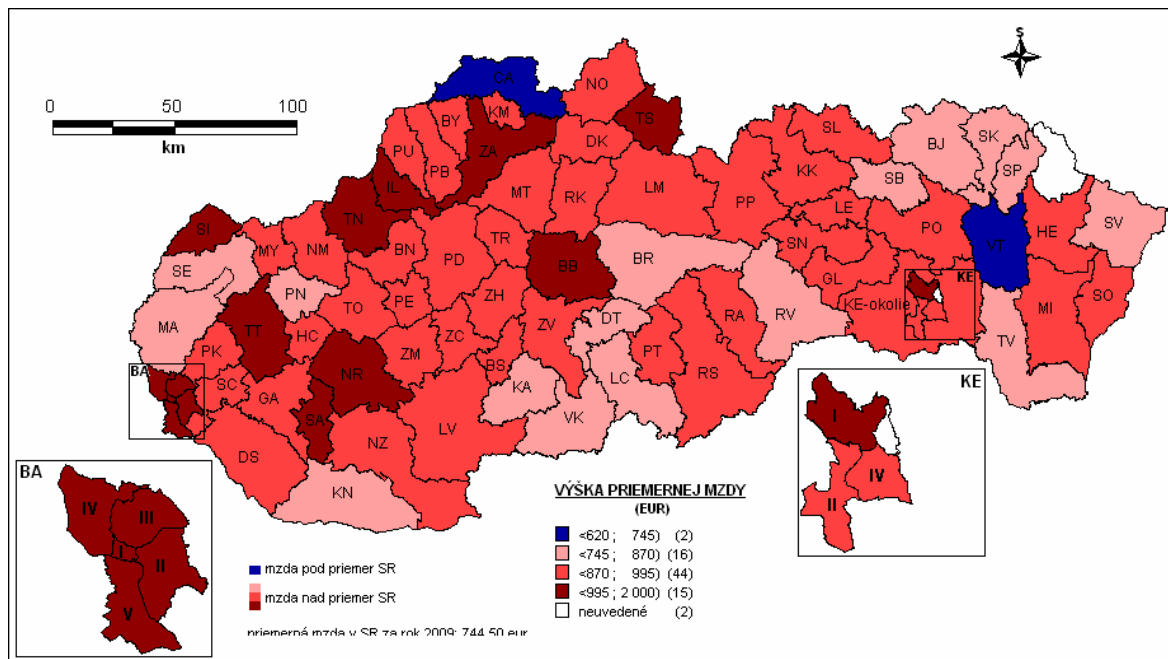 S
0 50 100
km
CA
NO
TS
KM
BY
PU
PB
ZA
DK
SL
BJ
SK
SP
IL
MT
RK
LM
PP
KK
SB
TN
SI
LE
PO
VT
HE
SV
MY
NM
BN
PD
TR
BB
BR
SN
SE
PN
TO
PE
ZH
GL
KE
KE-okolie
MI
SO
MA
TT
HC
ZM
ZC
ZV
DT
RA
RV
TV
PK
BA
SC
GA
NR
BS
KA
LC
PT
RS
SA
VK
DS
NZ
LV
KN
KE
I
IV
II
BA
IV
III
I
II
V
VÝŠKA PRIEMERNEJ MZDY
(EUR)
<620 ; 745) (2)
<745 ; 870) (16)
<870 ; 995) (44)
<995 ; 2 000) (15)
neuvedené (2)
mzda pod priemer SR
mzda nad priemer SR
priemerná mzda v SR za rok 2009: 744,50 eur